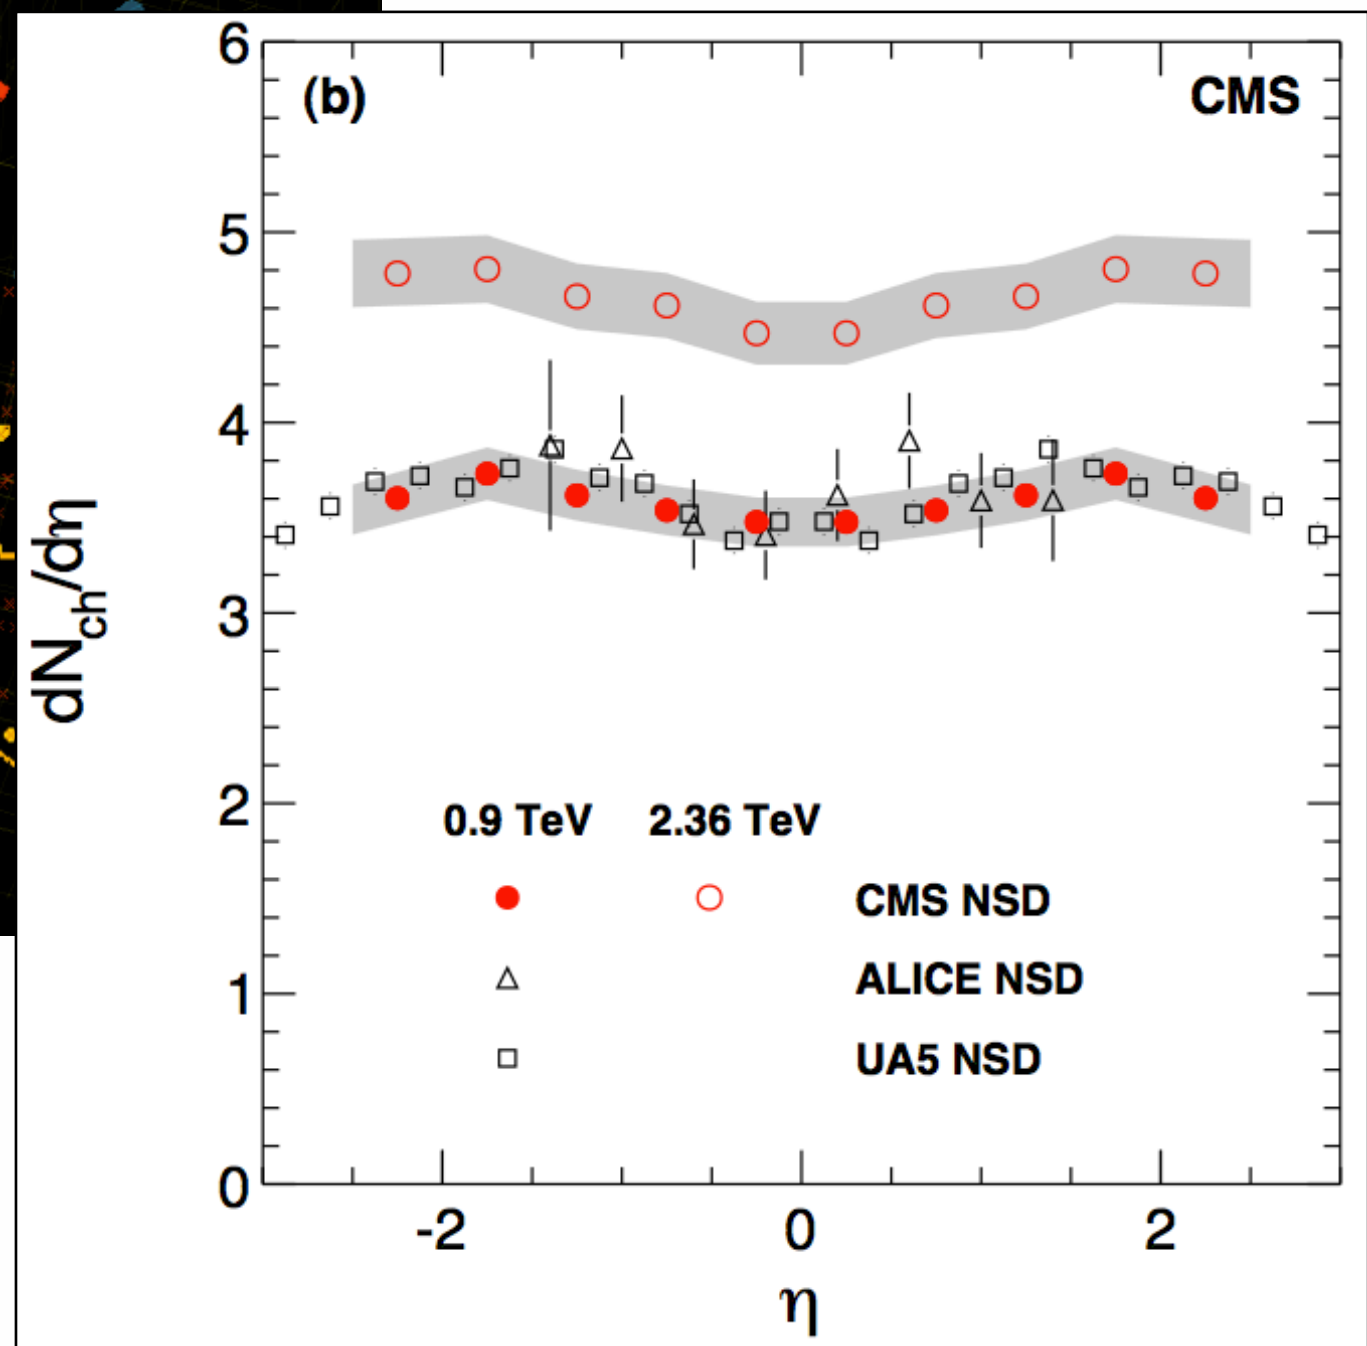 6
(b) CMS
5
4
3
2
1
0
dN_ch/dη
0.9 TeV 2.36 TeV
CMS NSD
ALICE NSD
UA5 NSD
-2 0 2
η